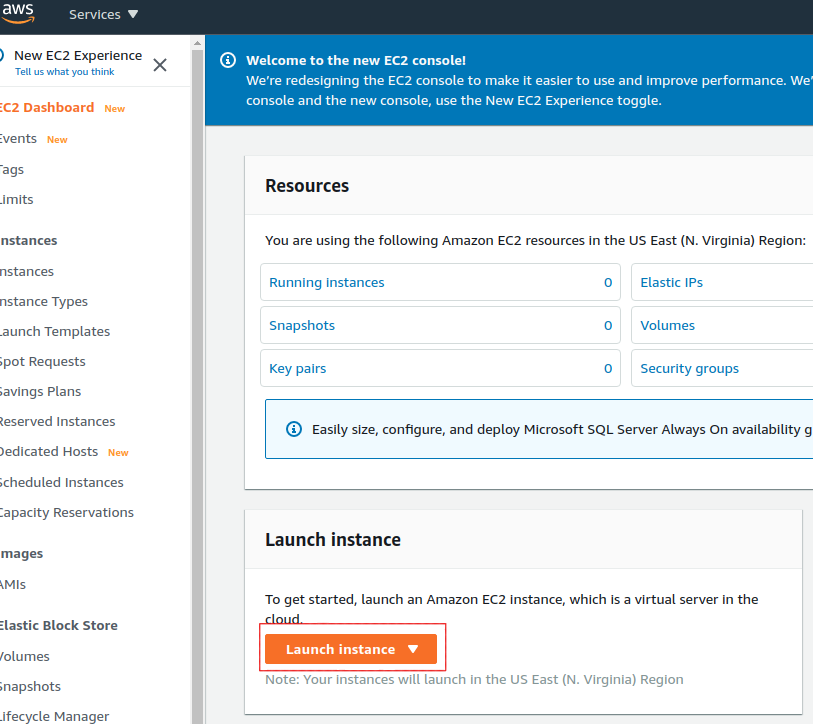 aws
Services
New EC2 Experience
Tell us what you think
EC2 Dashboard New
Events New
Tags
Limits
Instances
Instances
Instance Types
Launch Templates
Spot Requests
Savings Plans
Reserved Instances
Dedicated Hosts New
Scheduled Instances
Capacity Reservations
Images
AMIs
Elastic Block Store
Volumes
Snapshots
Lifecycle Manager
Welcome to the new EC2 console!
We're redesigning the EC2 console to make it easier to use and improve performance. We'
console and the new console, use the New EC2 Experience toggle.
Resources
You are using the following Amazon EC2 resources in the US East (N. Virginia) Region:
Running instances 0
Elastic IPs
Snapshots 0
Volumes
Key pairs 0
Security groups
Easily size, configure, and deploy Microsoft SQL Server Always On availability g
Launch instance
To get started, launch an Amazon EC2 instance, which is a virtual server in the
cloud.
Launch instance
Note: Your instances will launch in the US East (N. Virginia) Region